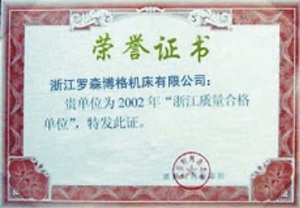 荣誉证书
浙江罗森博格机床有限公司：
贵单位为2002年“浙江质量合格
单位”，特发此证。